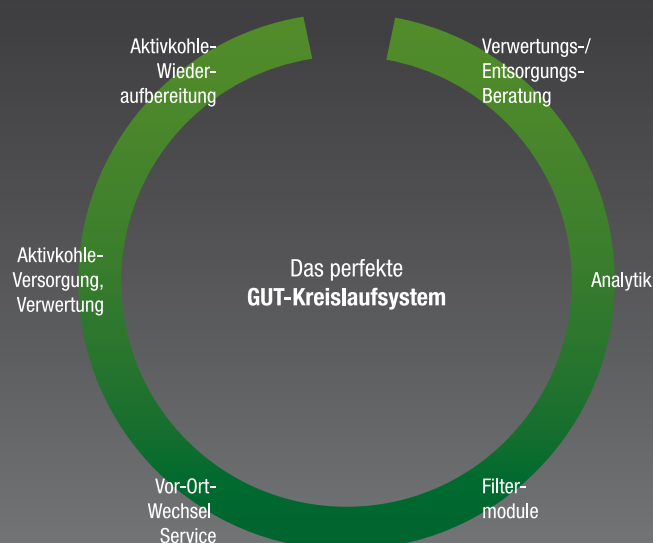 Aktivkohle-
Wieder-
aufbereitung
Verwertungs-/
Entsorgungs-
Beratung
Aktivkohle-
Versorgung,
Verwertung
Das perfekte
GUT-Kreislaufsystem
Analytik
Vor-Ort-
Wechsel
Service
Filter-
module